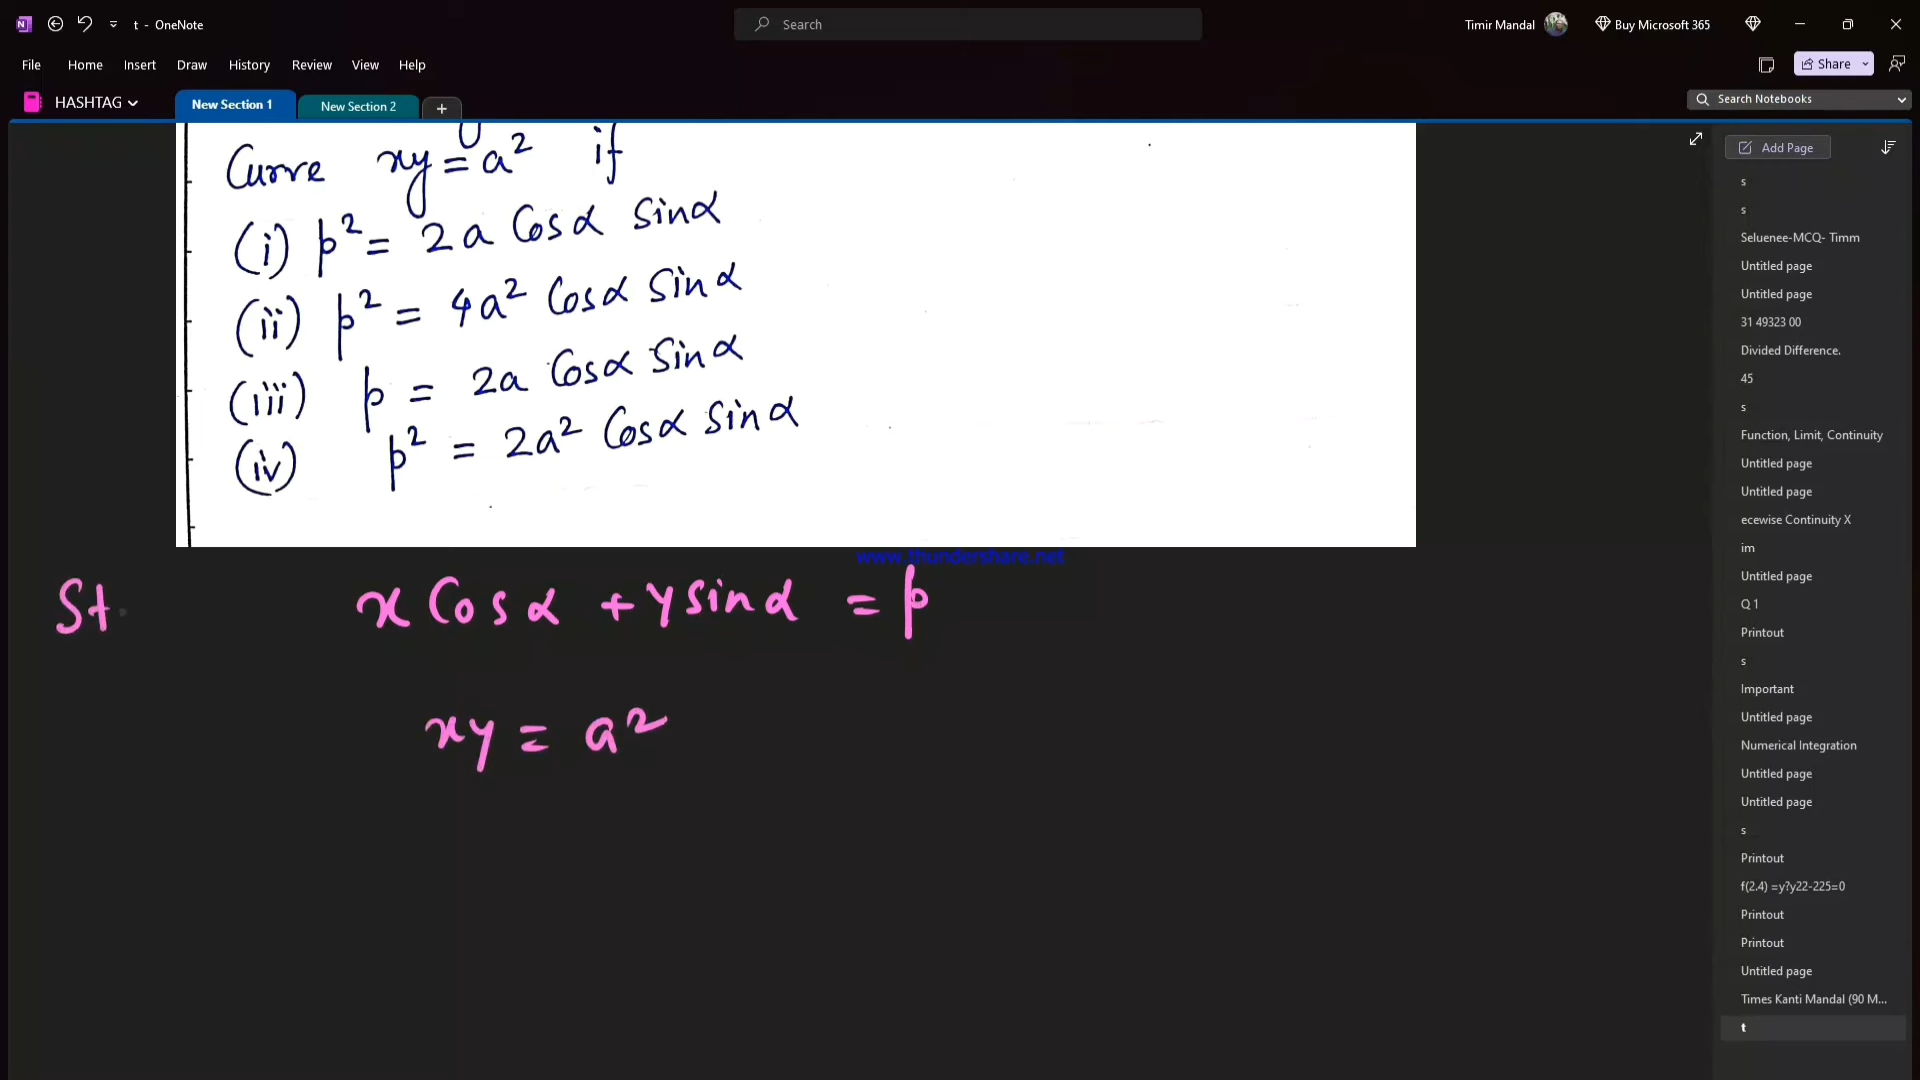 t - OneNote
Search
Timir Mandal
Buy Microsoft 365
File Home Insert Draw History Review View Help
Share
HASHTAG
New Section 1
New Section 2
+
Search Notebooks
Curve xy = a² if
(i) p² = 2a Cosα Sinα
(ii) p² = 4a² Cosα Sinα
(iii) p = 2a Cosα Sinα
(iv) p² = 2a² Cosα Sinα
www.thundershare.net
St x Cosα + y sinα = p
xy = a²
Add Page
s
s
Seluenee-MCQ- Timm
Untitled page
Untitled page
31 49323 00
Divided Difference.
45
s
Function, Limit, Continuity
Untitled page
Untitled page
ecewise Continuity X
im
Untitled page
Q 1
Printout
s
Important
Untitled page
Numerical Integration
Untitled page
Untitled page
s
Printout
f(2.4) =y?y22-225=0
Printout
Printout
Untitled page
Times Kanti Mandal (90 M...
t